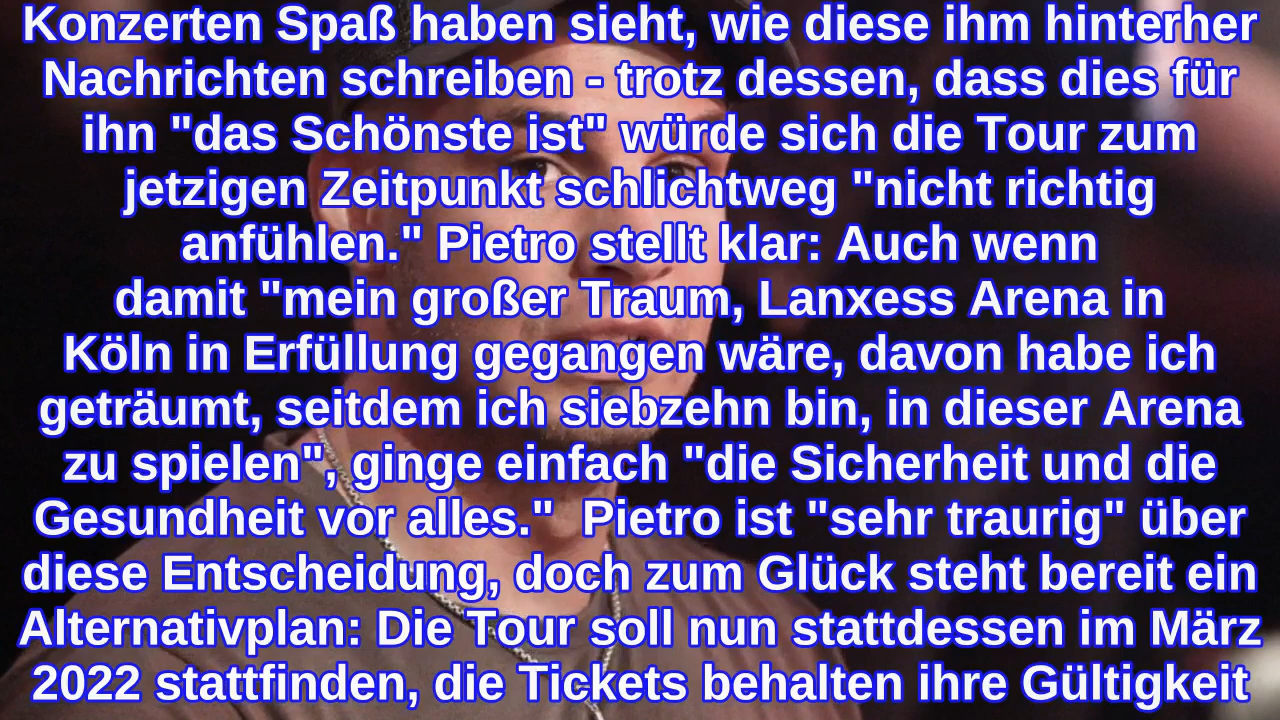 Konzerten Spaß haben sieht, wie diese ihm hinterher
Nachrichten schreiben - trotz dessen, dass dies für
ihn "das Schönste ist" würde sich die Tour zum
jetzigen Zeitpunkt schlichtweg "nicht richtig
anfühlen." Pietro stellt klar: Auch wenn
damit "mein großer Traum, Lanxess Arena in
Köln in Erfüllung gegangen wäre, davon habe ich
geträumt, seitdem ich siebzehn bin, in dieser Arena
zu spielen", ginge einfach "die Sicherheit und die
Gesundheit vor alles."  Pietro ist "sehr traurig" über
diese Entscheidung, doch zum Glück steht bereit ein
Alternativplan: Die Tour soll nun stattdessen im März
2022 stattfinden, die Tickets behalten ihre Gültigkeit